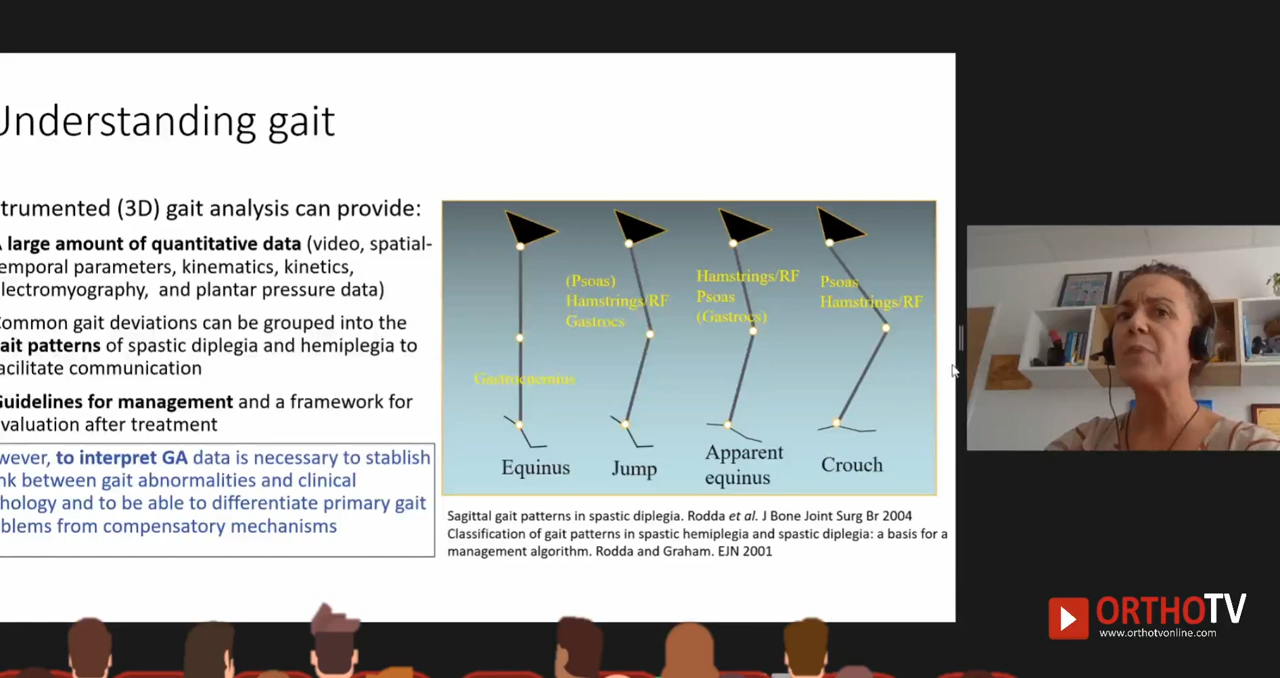 Understanding gait
strumented (3D) gait analysis can provide:
A large amount of quantitative data (video, spatial-
emporal parameters, kinematics, kinetics,
lectromyography, and plantar pressure data)
Common gait deviations can be grouped into the
ait patterns of spastic diplegia and hemiplegia to
acilitate communication
Guidelines for management and a framework for
valuation after treatment
wever, to interpret GA data is necessary to stablish
nk between gait abnormalities and clinical
hology and to be able to differentiate primary gait
blems from compensatory mechanisms
Gastrocnemius
Equinus
(Psoas)
Hamstrings/RF
Gastrocs
Jump
Hamstrings/RF
Psoas
(Gastrocs)
Apparent
equinus
Psoas
Hamstrings/RF
Crouch
Sagittal gait patterns in spastic diplegia. Rodda et al. J Bone Joint Surg Br 2004
Classification of gait patterns in spastic hemiplegia and spastic diplegia: a basis for a
management algorithm. Rodda and Graham. EJN 2001
ORTHOTV
www.orthotvonline.com